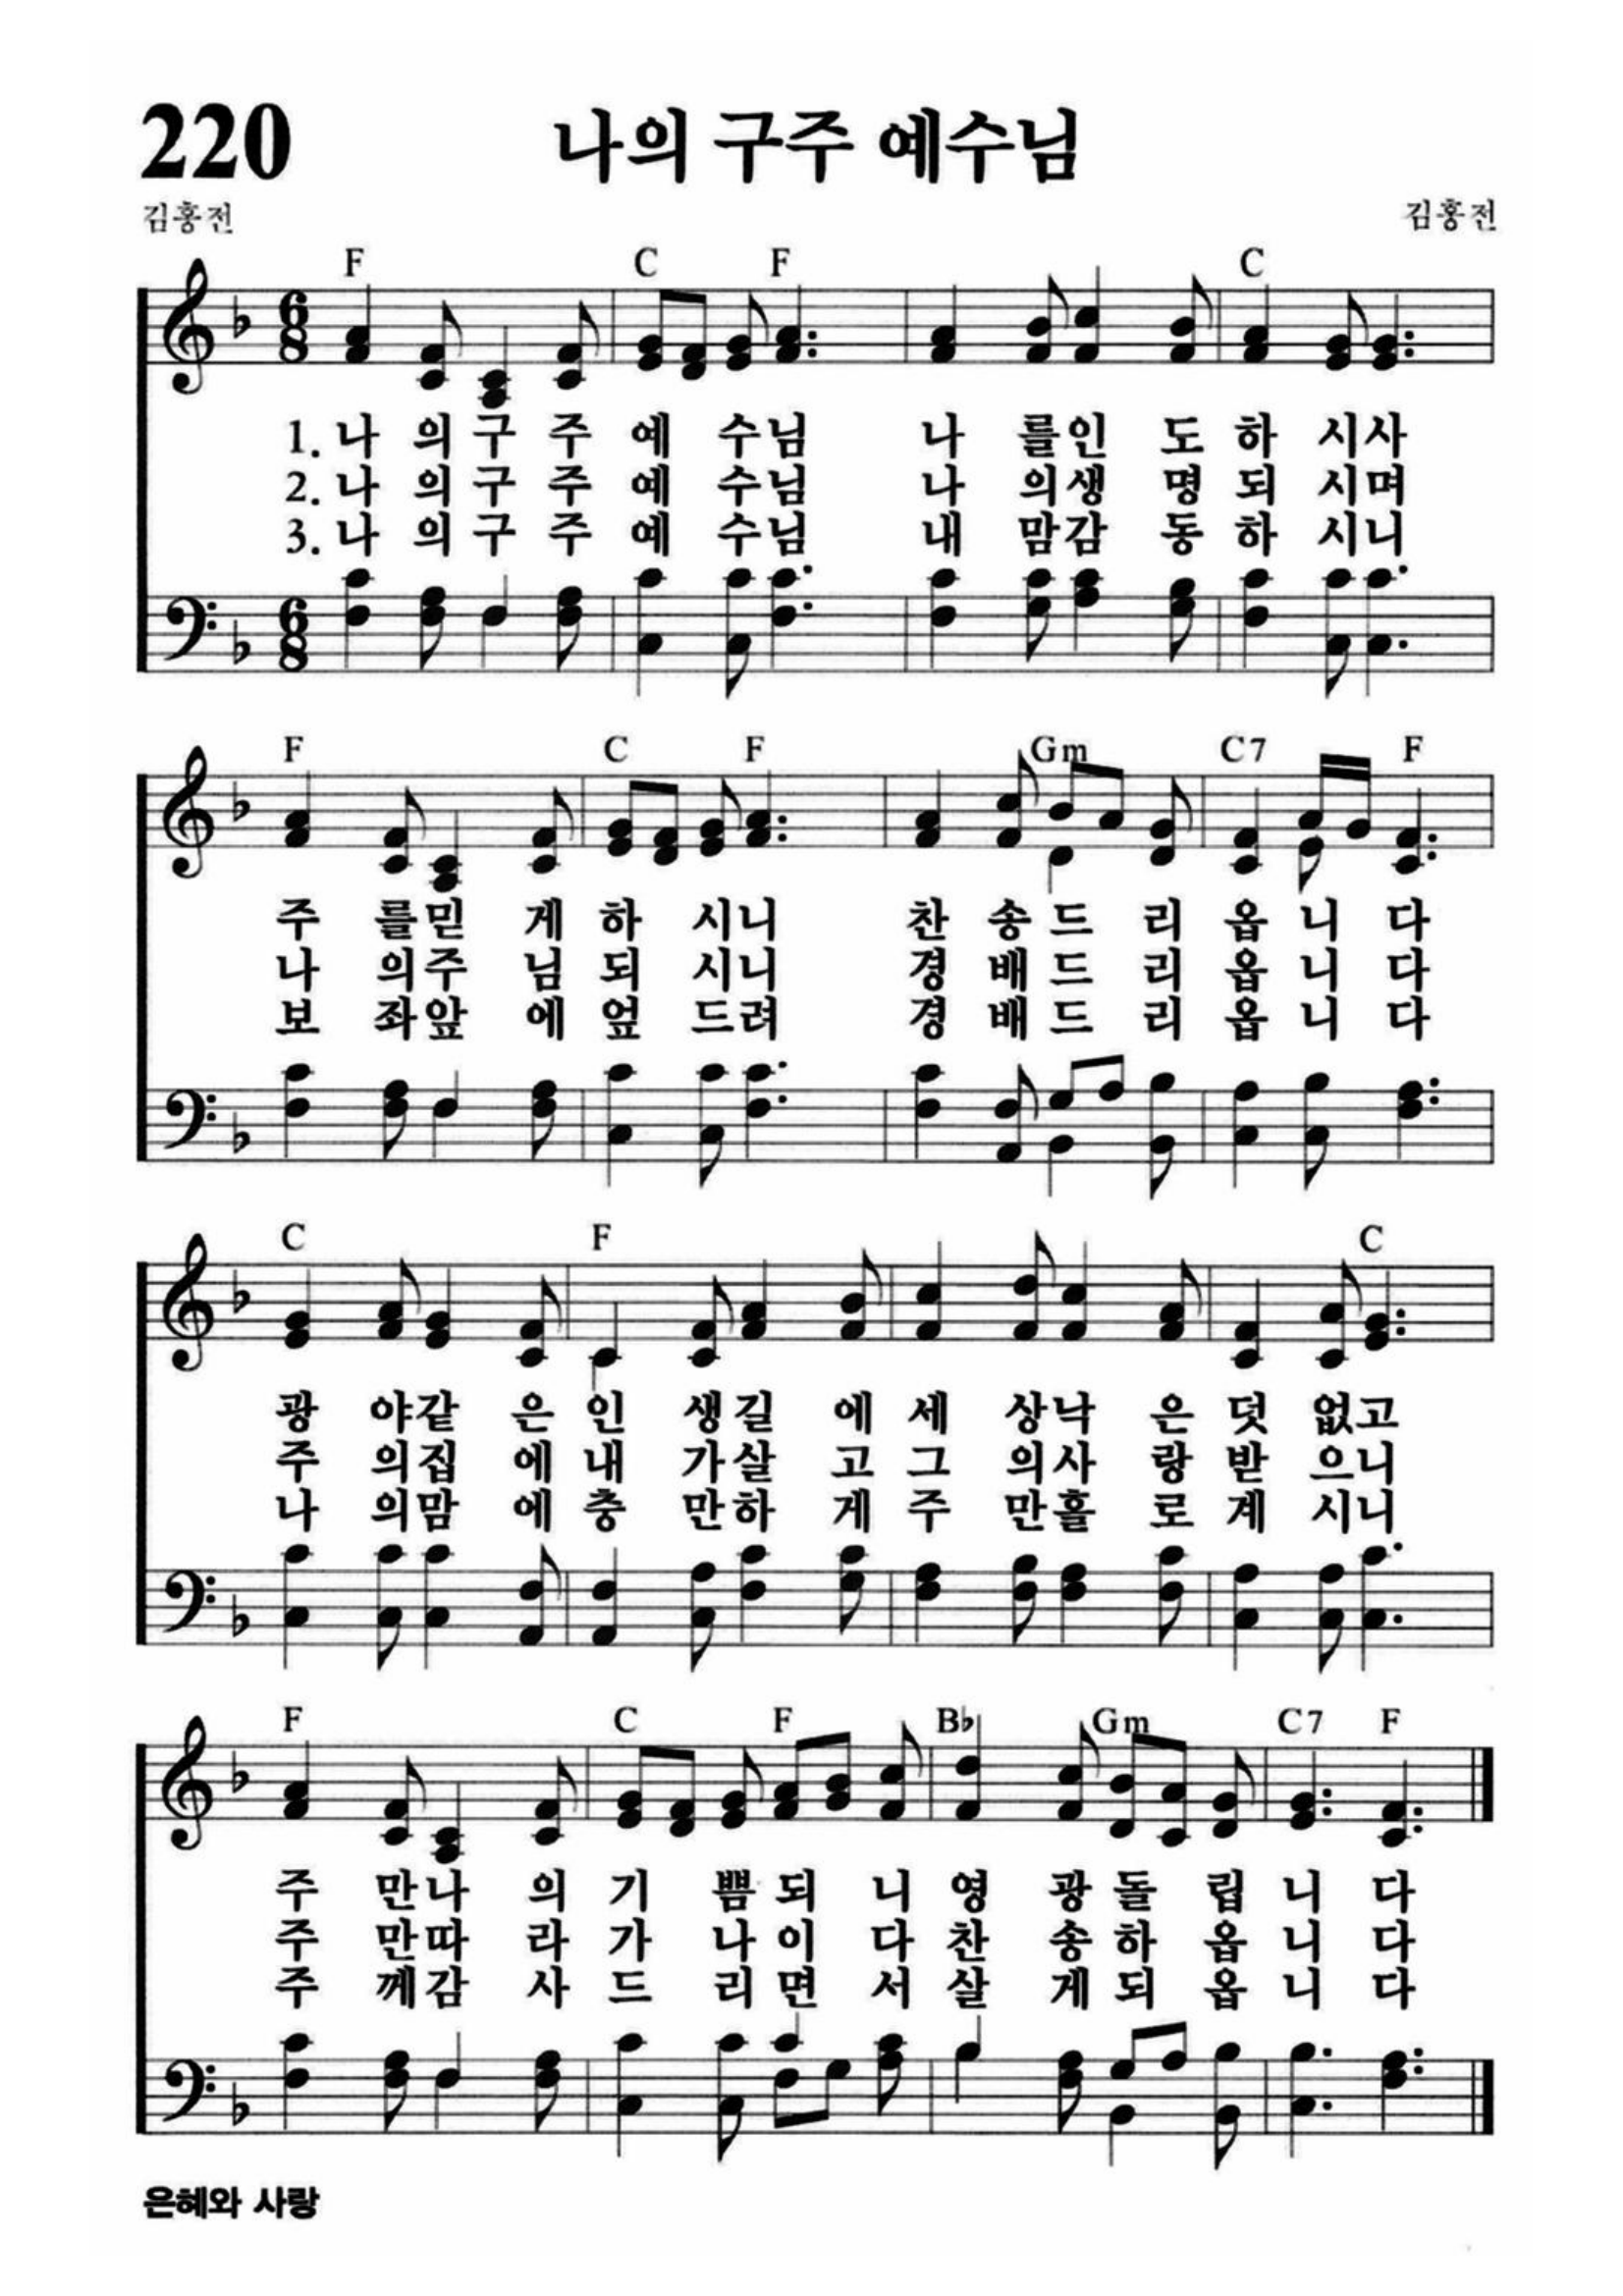 220
나의 구주 예수님
김홍전 김홍전
F C F C
6 8
1. 나 의 구 주 예 수 님 나 를 인 도 하 시 사
2. 나 의 구 주 예 수 님 나 의 생 명 되 시 며
3. 나 의 구 주 예 수 님 내 맘 감 동 하 시 니
6 8
F C F Gm C7 F
주 를 믿 게 하 시 니 찬 송 드 리 옵 니 다
나 의 주 님 되 시 니 경 배 드 리 옵 니 다
보 좌 앞 에 엎 드 려 경 배 드 리 옵 니 다
C F C
광 야 같 은 인 생 길 에 세 상 낙 은 덧 없 고
주 의 집 에 내 가 살 고 그 의 사 랑 받 으 니
나 의 맘 에 충 만 하 게 주 만 홀 로 계 시 니
F C F B♭ Gm C7 F
주 만 나 의 기 쁨 되 니 영 광 돌 립 니 다
주 만 따 라 가 나 이 다 찬 송 하 옵 니 다
주 께 감 사 드 리 면 서 살 게 되 옵 니 다
은혜와 사랑